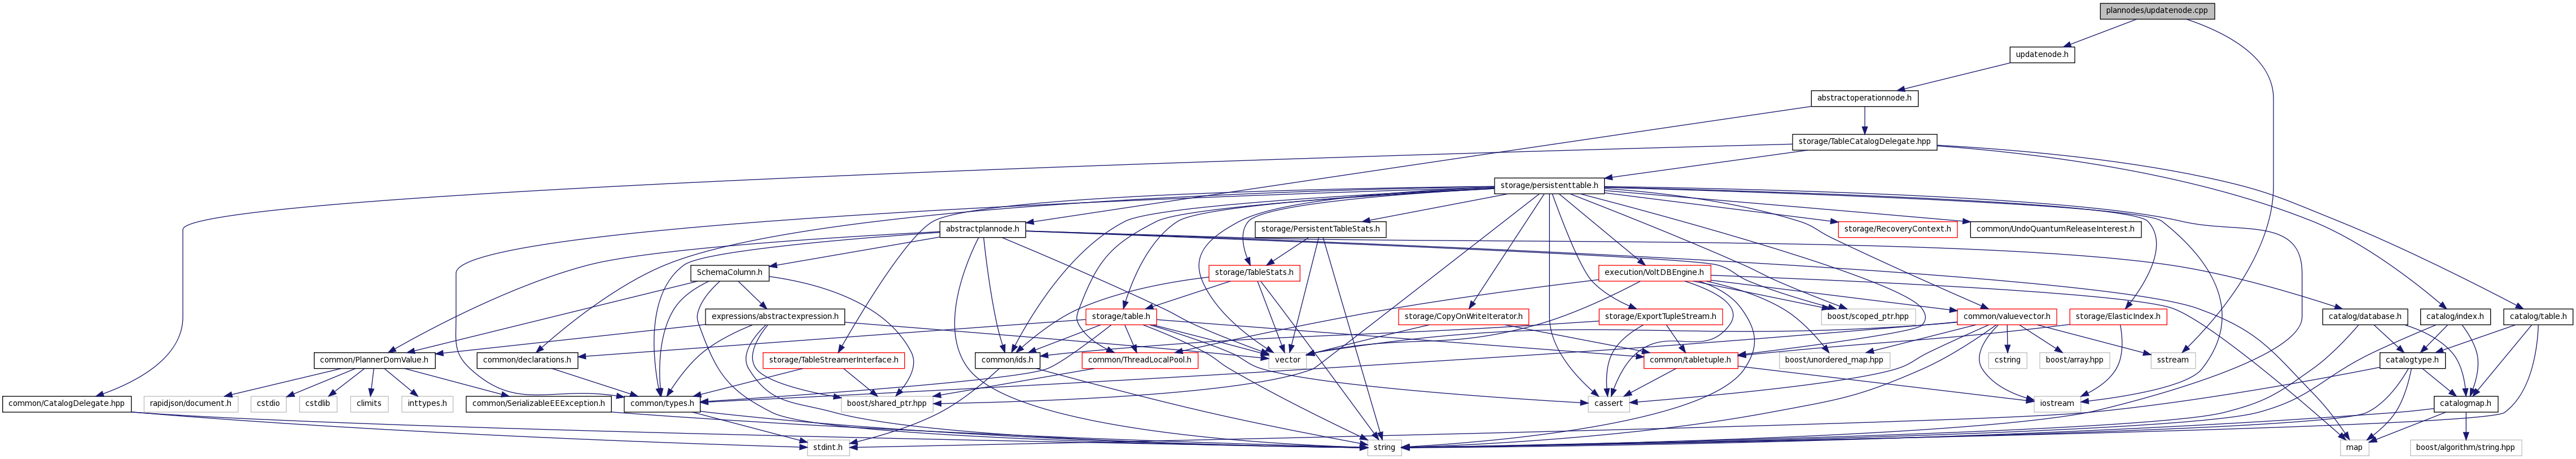 plannodes/updatenode.cpp
updatenode.h
abstractoperationnode.h
storage/TableCatalogDelegate.hpp
storage/persistenttable.h
abstractplannode.h
storage/PersistentTableStats.h
storage/RecoveryContext.h
common/UndoQuantumReleaseInterest.h
SchemaColumn.h
storage/TableStats.h
execution/VoltDBEngine.h
expressions/abstractexpression.h
storage/table.h
storage/CopyOnWriteIterator.h
storage/ExportTupleStream.h
boost/scoped_ptr.hpp
common/valuevector.h
storage/ElasticIndex.h
catalog/database.h
catalog/index.h
catalog/table.h
common/PlannerDomValue.h
common/declarations.h
storage/TableStreamerInterface.h
common/ids.h
common/ThreadLocalPool.h
vector
common/tabletuple.h
boost/unordered_map.hpp
cstring
boost/array.hpp
sstream
catalogtype.h
common/CatalogDelegate.hpp
rapidjson/document.h
cstdio
cstdlib
climits
inttypes.h
common/SerializableEEException.h
common/types.h
boost/shared_ptr.hpp
cassert
iostream
catalogmap.h
stdint.h
string
map
boost/algorithm/string.hpp